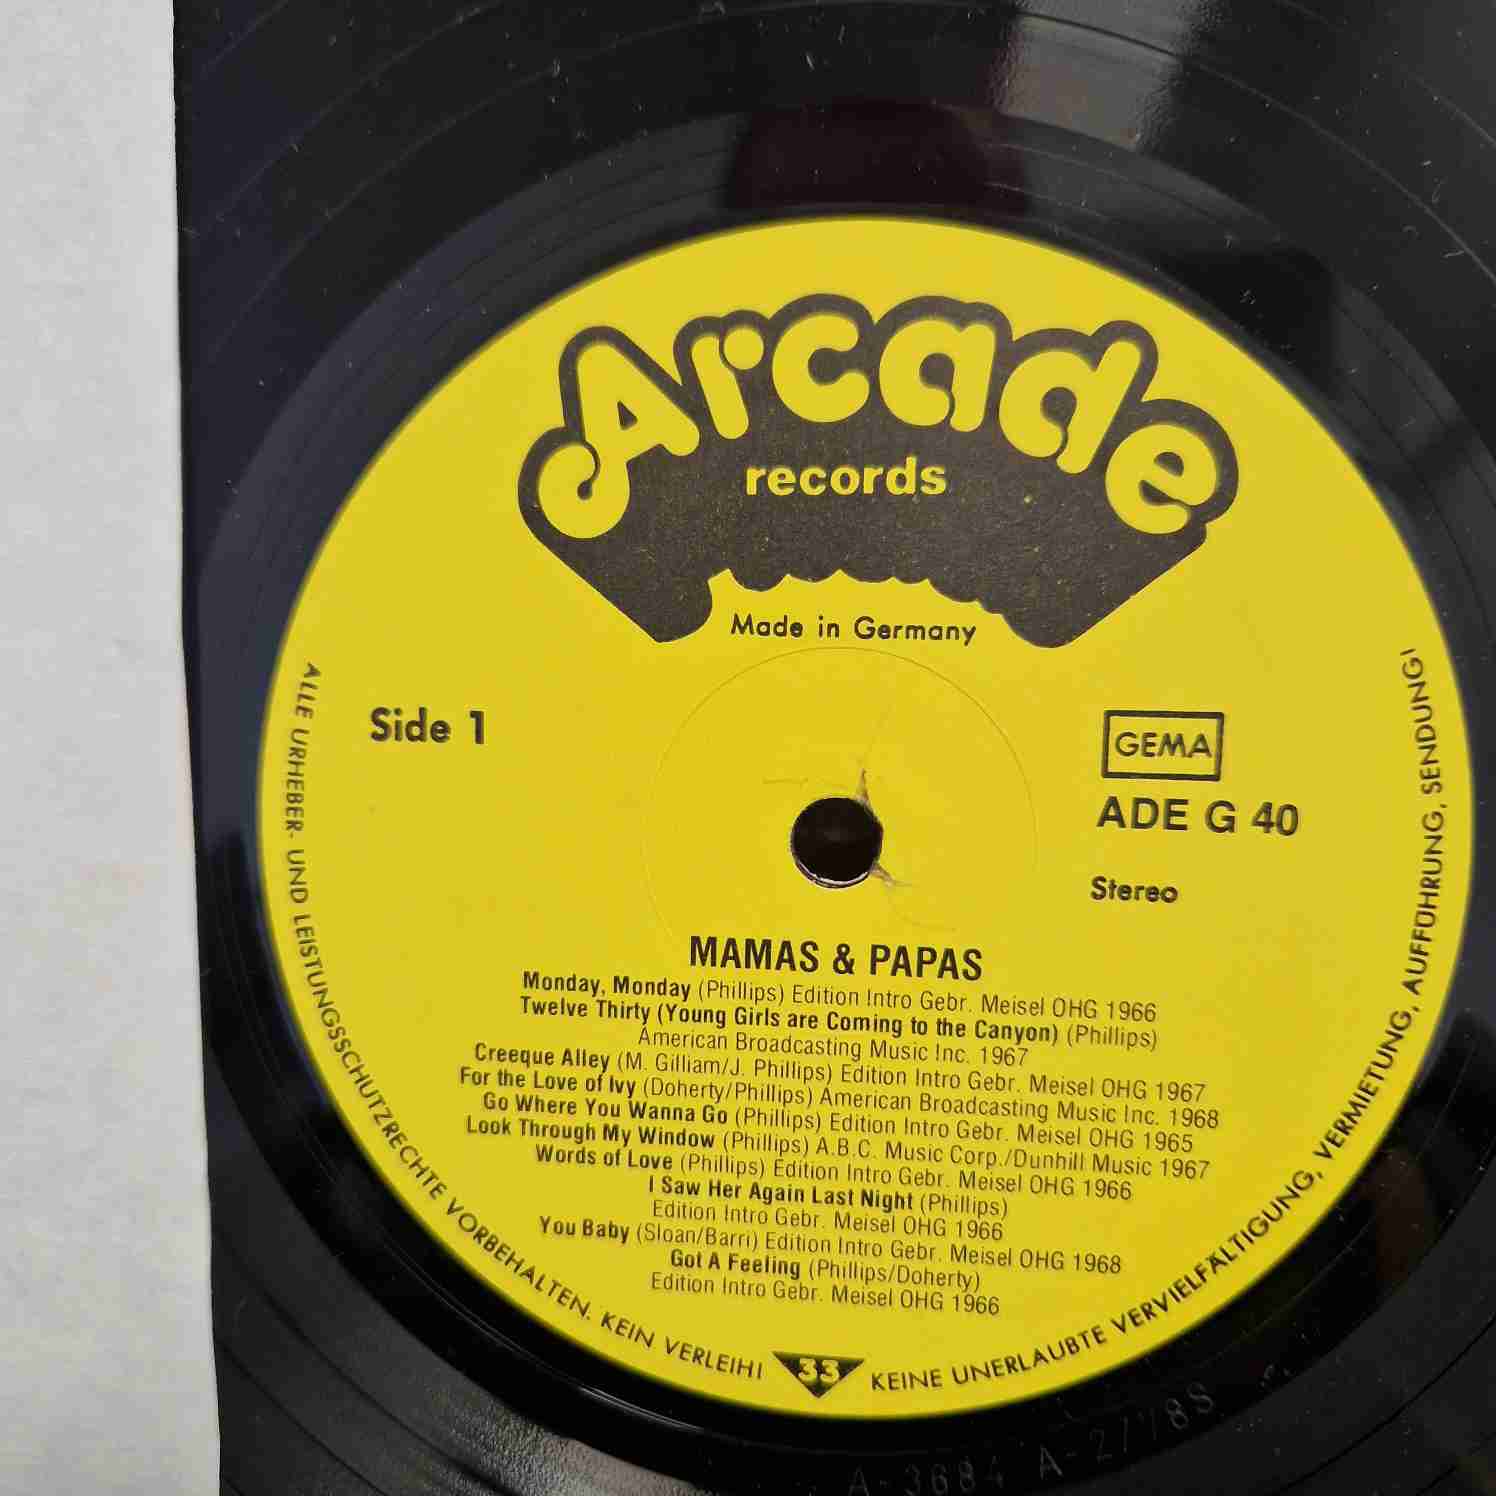 Arcade
records
Made in Germany
Side 1
GEMA
ADE G 40
Stereo
MAMAS & PAPAS
Monday, Monday (Phillips) Edition Intro Gebr. Meisel OHG 1966
Twelve Thirty (Young Girls are Coming to the Canyon) (Phillips)
American Broadcasting Music Inc. 1967
Creeque Alley (M. Gilliam/J. Phillips) Edition Intro Gebr. Meisel OHG 1967
For the Love of Ivy (Doherty/Phillips) American Broadcasting Music Inc. 1968
Go Where You Wanna Go (Phillips) Edition Intro Gebr. Meisel OHG 1965
Look Through My Window (Phillips) A.B.C. Music Corp./Dunhill Music 1967
Words of Love (Phillips) Edition Intro Gebr. Meisel OHG 1966
I Saw Her Again Last Night (Phillips)
Edition Intro Gebr. Meisel OHG 1966
You Baby (Sloan/Barri) Edition Intro Gebr. Meisel OHG 1968
Got A Feeling (Phillips/Doherty)
Edition Intro Gebr. Meisel OHG 1966
ALLE URHEBER- UND LEISTUNGSSCHUTZRECHTE VORBEHALTEN. KEIN VERLEIH!
33
KEINE UNERLAUBTE VERVIELFÄLTIGUNG, VERMIETUNG, AUFFÜHRUNG, SENDUNG!
A-3684